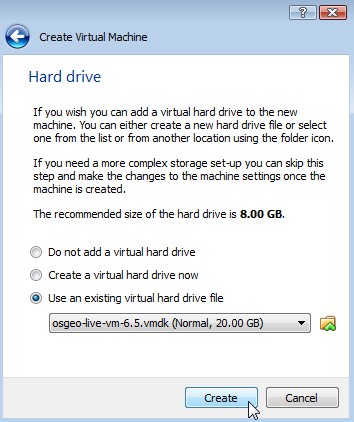 Create Virtual Machine
Hard drive
If you wish you can add a virtual hard drive to the new
machine. You can either create a new hard drive file or select
one from the list or from another location using the folder icon.
If you need a more complex storage set-up you can skip this
step and make the changes to the machine settings once the
machine is created.
The recommended size of the hard drive is 8.00 GB.
Do not add a virtual hard drive
Create a virtual hard drive now
Use an existing virtual hard drive file
osgeo-live-vm-6.5.vmdk (Normal, 20.00 GB)
Create Cancel